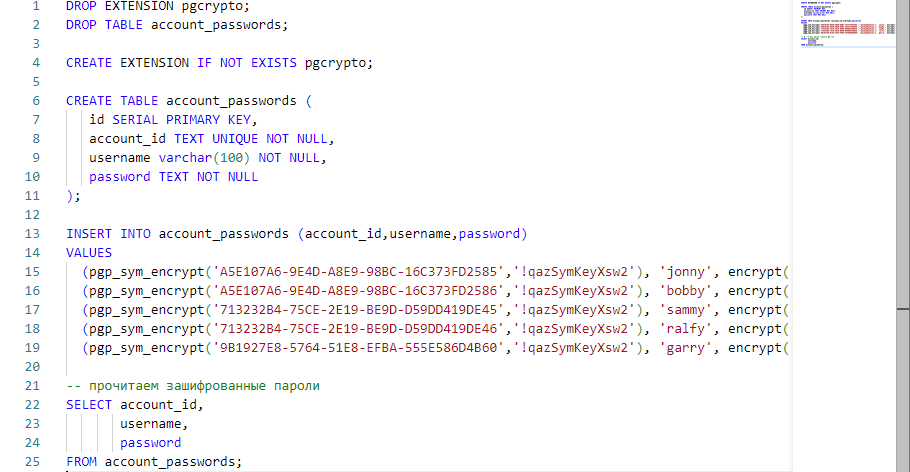 1 DROP EXTENSION pgcrypto;
2 DROP TABLE account_passwords;
3
4 CREATE EXTENSION IF NOT EXISTS pgcrypto;
5
6 CREATE TABLE account_passwords (
7 id SERIAL PRIMARY KEY,
8 account_id TEXT UNIQUE NOT NULL,
9 username varchar(100) NOT NULL,
10 password TEXT NOT NULL
11 );
12
13 INSERT INTO account_passwords (account_id,username,password)
14 VALUES
15 (pgp_sym_encrypt('A5E107A6-9E4D-A8E9-98BC-16C373FD2585','!qazSymKeyXsw2'), 'jonny', encrypt(
16 (pgp_sym_encrypt('A5E107A6-9E4D-A8E9-98BC-16C373FD2586','!qazSymKeyXsw2'), 'bobby', encrypt(
17 (pgp_sym_encrypt('713232B4-75CE-2E19-BE9D-D59DD419DE45','!qazSymKeyXsw2'), 'sammy', encrypt(
18 (pgp_sym_encrypt('713232B4-75CE-2E19-BE9D-D59DD419DE46','!qazSymKeyXsw2'), 'ralfy', encrypt(
19 (pgp_sym_encrypt('9B1927E8-5764-51E8-EFBA-555E586D4B60','!qazSymKeyXsw2'), 'garry', encrypt(
20
21 -- прочитаем зашифрованные пароли
22 SELECT account_id,
23 username,
24 password
25 FROM account_passwords;